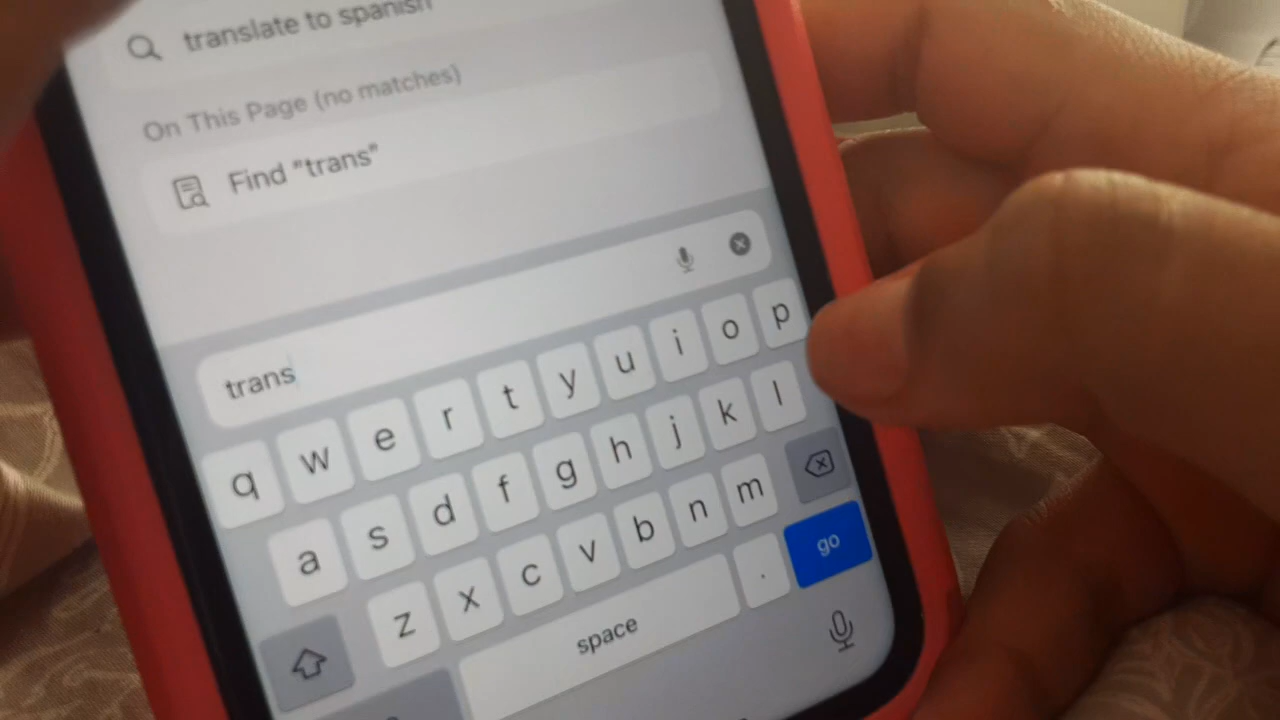 translate to spanish
On This Page (no matches)
Find "trans"
trans
q w e r t y u i o p
a s d f g h j k l
z x c v b n m
space . go